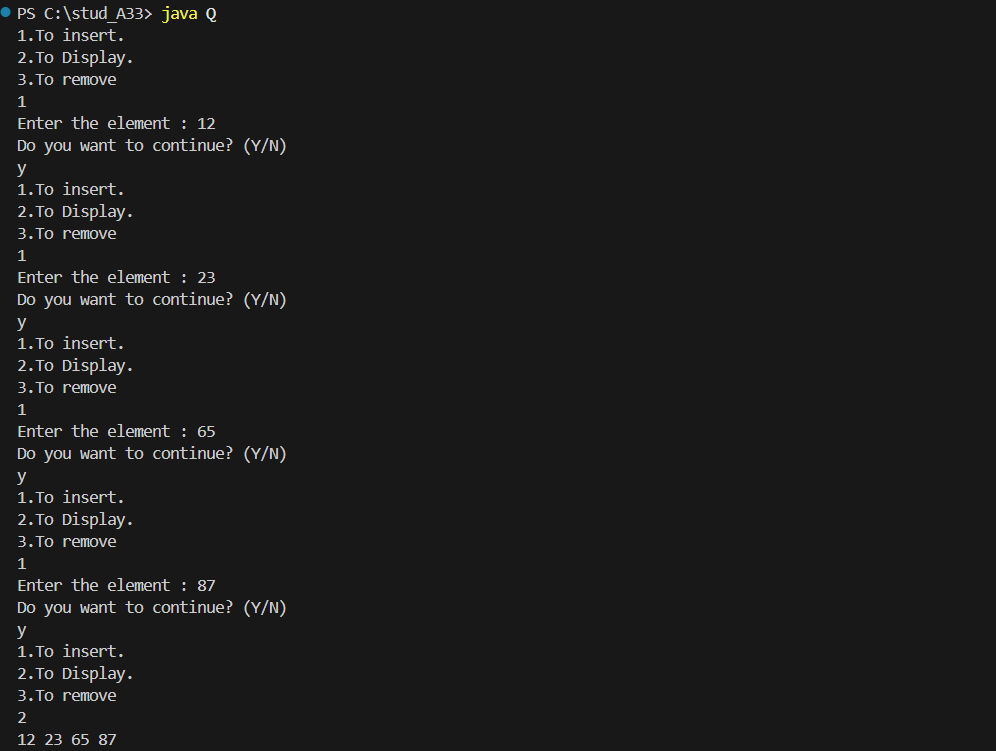 PS C:\stud_A33> java Q
1.To insert.
2.To Display.
3.To remove
1
Enter the element : 12
Do you want to continue? (Y/N)
y
1.To insert.
2.To Display.
3.To remove
1
Enter the element : 23
Do you want to continue? (Y/N)
y
1.To insert.
2.To Display.
3.To remove
1
Enter the element : 65
Do you want to continue? (Y/N)
y
1.To insert.
2.To Display.
3.To remove
1
Enter the element : 87
Do you want to continue? (Y/N)
y
1.To insert.
2.To Display.
3.To remove
2
12 23 65 87